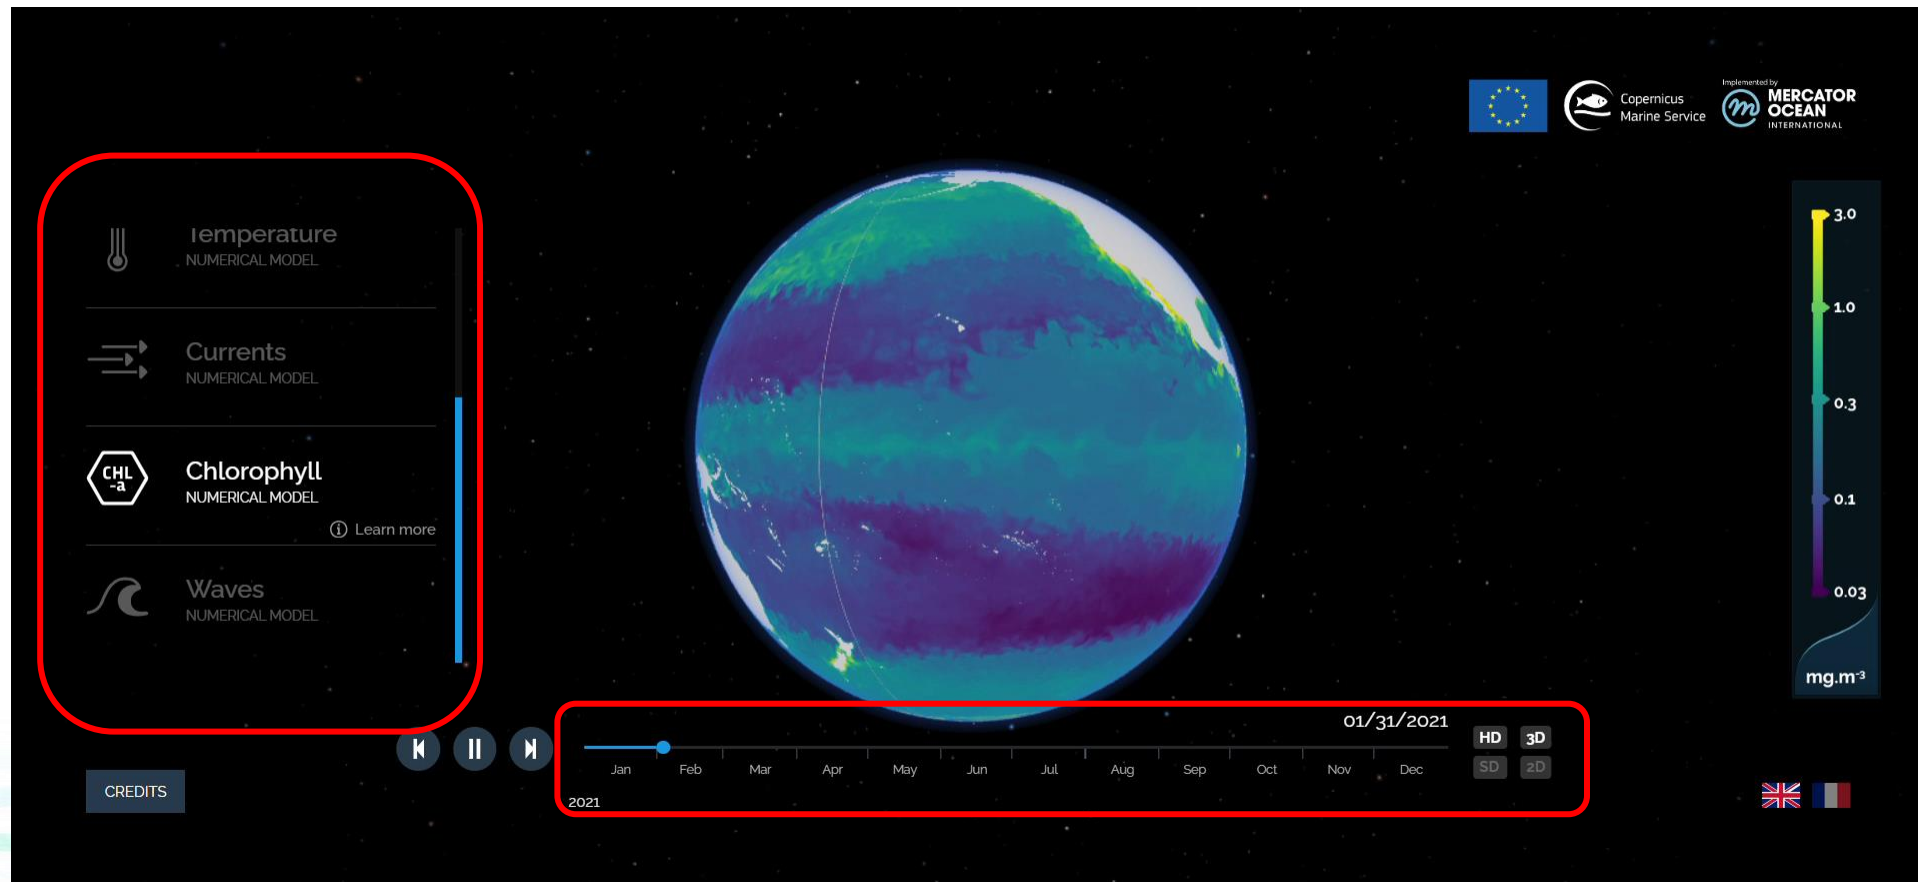 Implemented by
MERCATOR
OCEAN
INTERNATIONAL
Copernicus
Marine Service
Temperature
NUMERICAL MODEL
Currents
NUMERICAL MODEL
CHL
-a
Chlorophyll
NUMERICAL MODEL
Learn more
Waves
NUMERICAL MODEL
3.0
1.0
0.3
0.1
0.03
mg.m-3
01/31/2021
HD 3D
SD 2D
Jan Feb Mar Apr May Jun Jul Aug Sep Oct Nov Dec
2021
CREDITS